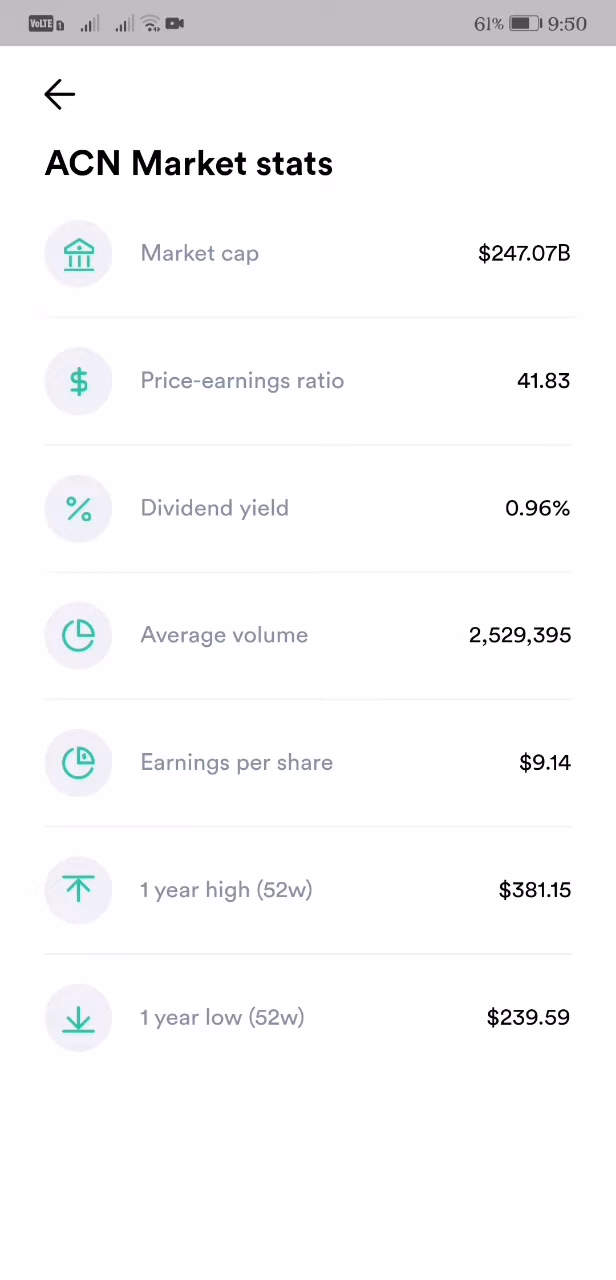 VoLTE 1 61% 9:50
ACN Market stats
Market cap $247.07B
Price-earnings ratio 41.83
Dividend yield 0.96%
Average volume 2,529,395
Earnings per share $9.14
1 year high (52w) $381.15
1 year low (52w) $239.59